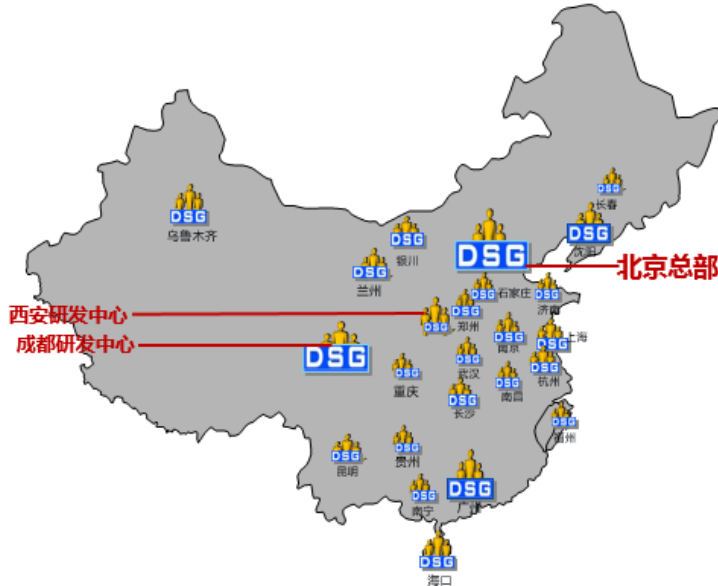 DSG
长春
DSG
乌鲁木齐
DSG
沈阳
DSG
银川
DSG
北京总部
DSG
兰州
DSG
石家庄
DSG
济南
西安研发中心
DSG
DSG
郑州
DSG
南京
DSG
上海
成都研发中心
DSG
DSG
武汉
DSG
杭州
DSG
重庆
DSG
南昌
DSG
长沙
DSG
福州
DSG
贵州
DSG
昆明
DSG
南宁
DSG
广州
DSG
海口